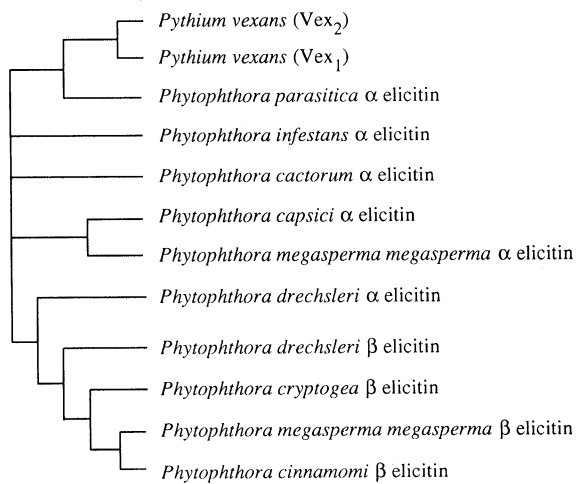 Pythium vexans (Vex2)
Pythium vexans (Vex1)
Phytophthora parasitica α elicitin
Phytophthora infestans α elicitin
Phytophthora cactorum α elicitin
Phytophthora capsici α elicitin
Phytophthora megasperma megasperma α elicitin
Phytophthora drechsleri α elicitin
Phytophthora drechsleri β elicitin
Phytophthora cryptogea β elicitin
Phytophthora megasperma megasperma β elicitin
Phytophthora cinnamomi β elicitin